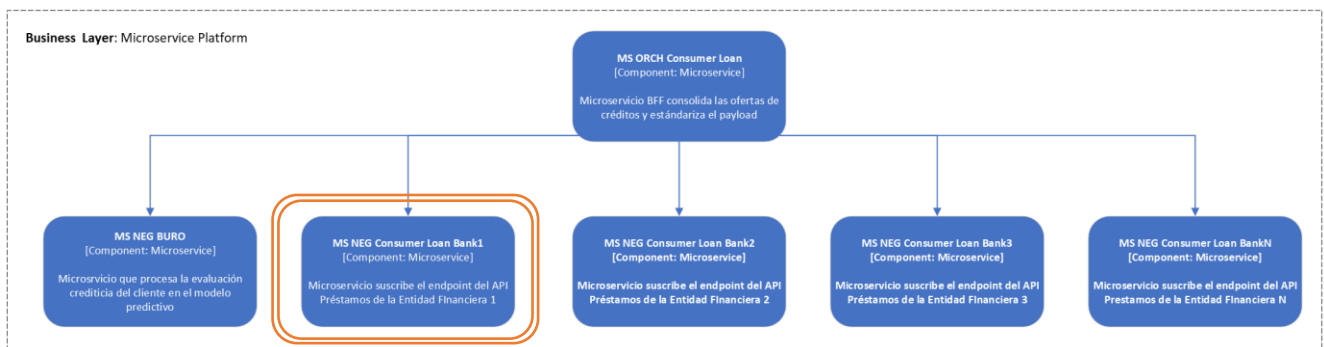 Business Layer: Microservice Platform
MS ORCH Consumer Loan
[Component: Microservice]
Microservicio BFF consolida las ofertas de
créditos y estándariza el payload
MS NEG BURO
[Component: Microservice]
Microsrvicio que procesa la evaluación
crediticia del cliente en el modelo
predictivo
MS NEG Consumer Loan Bank1
[Component: Microservice]
Microservicio suscribe el endpoint del API
Préstamos de la Entidad FInanciera 1
MS NEG Consumer Loan Bank2
[Component: Microservice]
Microservicio suscribe el endpoint del API
Préstamos de la Entidad FInanciera 2
MS NEG Consumer Loan Bank3
[Component: Microservice]
Microservicio suscribe el endpoint del API
Préstamos de la Entidad FInanciera 3
MS NEG Consumer Loan BankN
[Component: Microservice]
Microservicio suscribe el endpoint del API
Prestamos de la Entidad FInanciera N